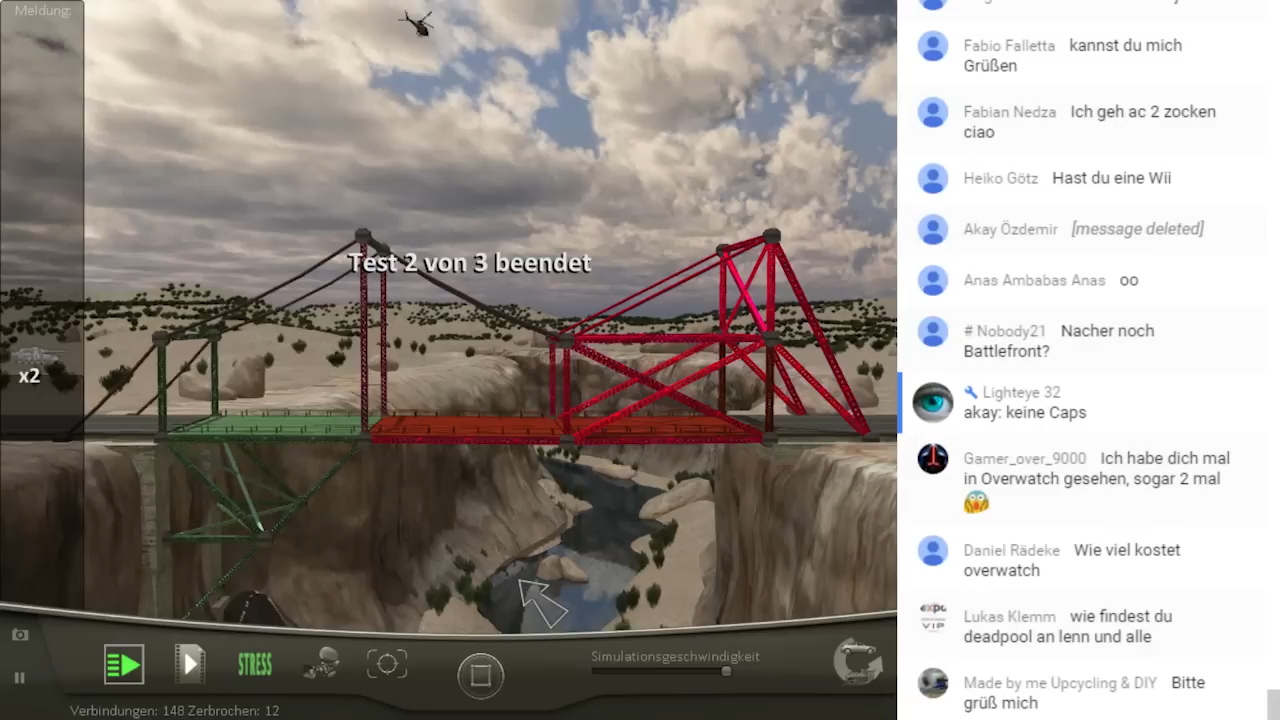 Meldung:
Test 2 von 3 beendet
x2
STRESS
Simulationsgeschwindigkeit
Verbindungen: 148 Zerbrochen: 12
Fabio Falletta kannst du mich
Grüßen
Fabian Nedza Ich geh ac 2 zocken
ciao
Heiko Götz Hast du eine Wii
Akay Özdemir [message deleted]
Anas Ambabas Anas oo
# Nobody21 Nacher noch
Battlefront?
Lighteye 32
akay: keine Caps
Gamer_over_9000 Ich habe dich mal
in Overwatch gesehen, sogar 2 mal
Daniel Rädeke Wie viel kostet
overwatch
expo
VIP
Lukas Klemm wie findest du
deadpool an lenn und alle
Made by me Upcycling & DIY Bitte
grüß mich